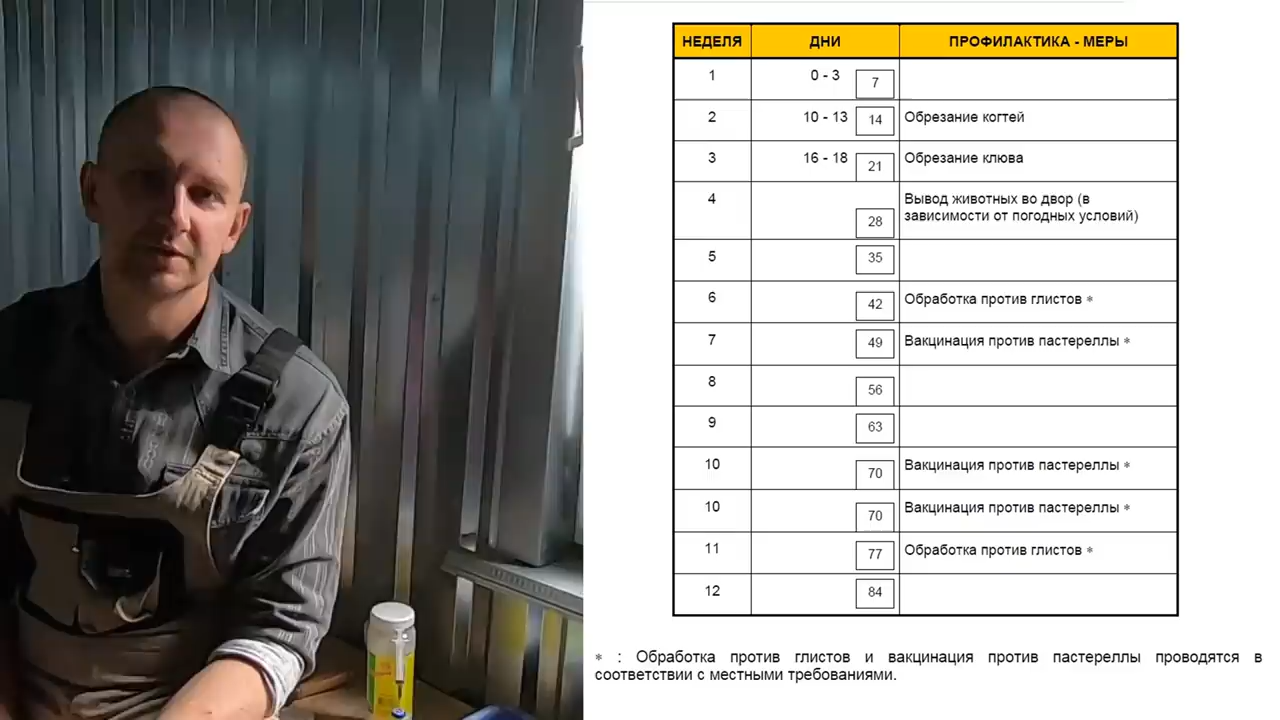 НЕДЕЛЯ ДНИ ПРОФИЛАКТИКА - МЕРЫ
1 0 - 3 7
2 10 - 13 14 Обрезание когтей
3 16 - 18 21 Обрезание клюва
4 28 Вывод животных во двор (в
зависимости от погодных условий)
5 35
6 42 Обработка против глистов *
7 49 Вакцинация против пастереллы *
8 56
9 63
10 70 Вакцинация против пастереллы *
10 70 Вакцинация против пастереллы *
11 77 Обработка против глистов *
12 84
* : Обработка против глистов и вакцинация против пастереллы проводятся в
соответствии с местными требованиями.